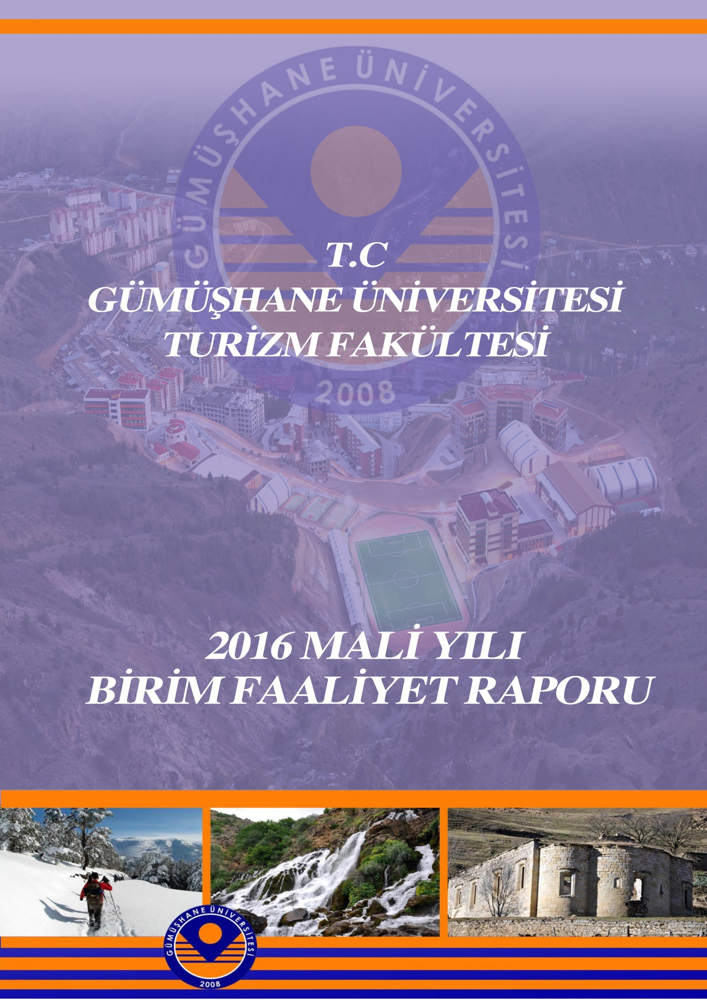 GÜMÜŞHANE ÜNİVERSİTESİ
T.C
GÜMÜŞHANE ÜNİVERSİTESİ
TURİZM FAKÜLTESİ
2008
2016 MALİ YILI
BİRİM FAALİYET RAPORU
GÜMÜŞHANE ÜNİVERSİTESİ
2008